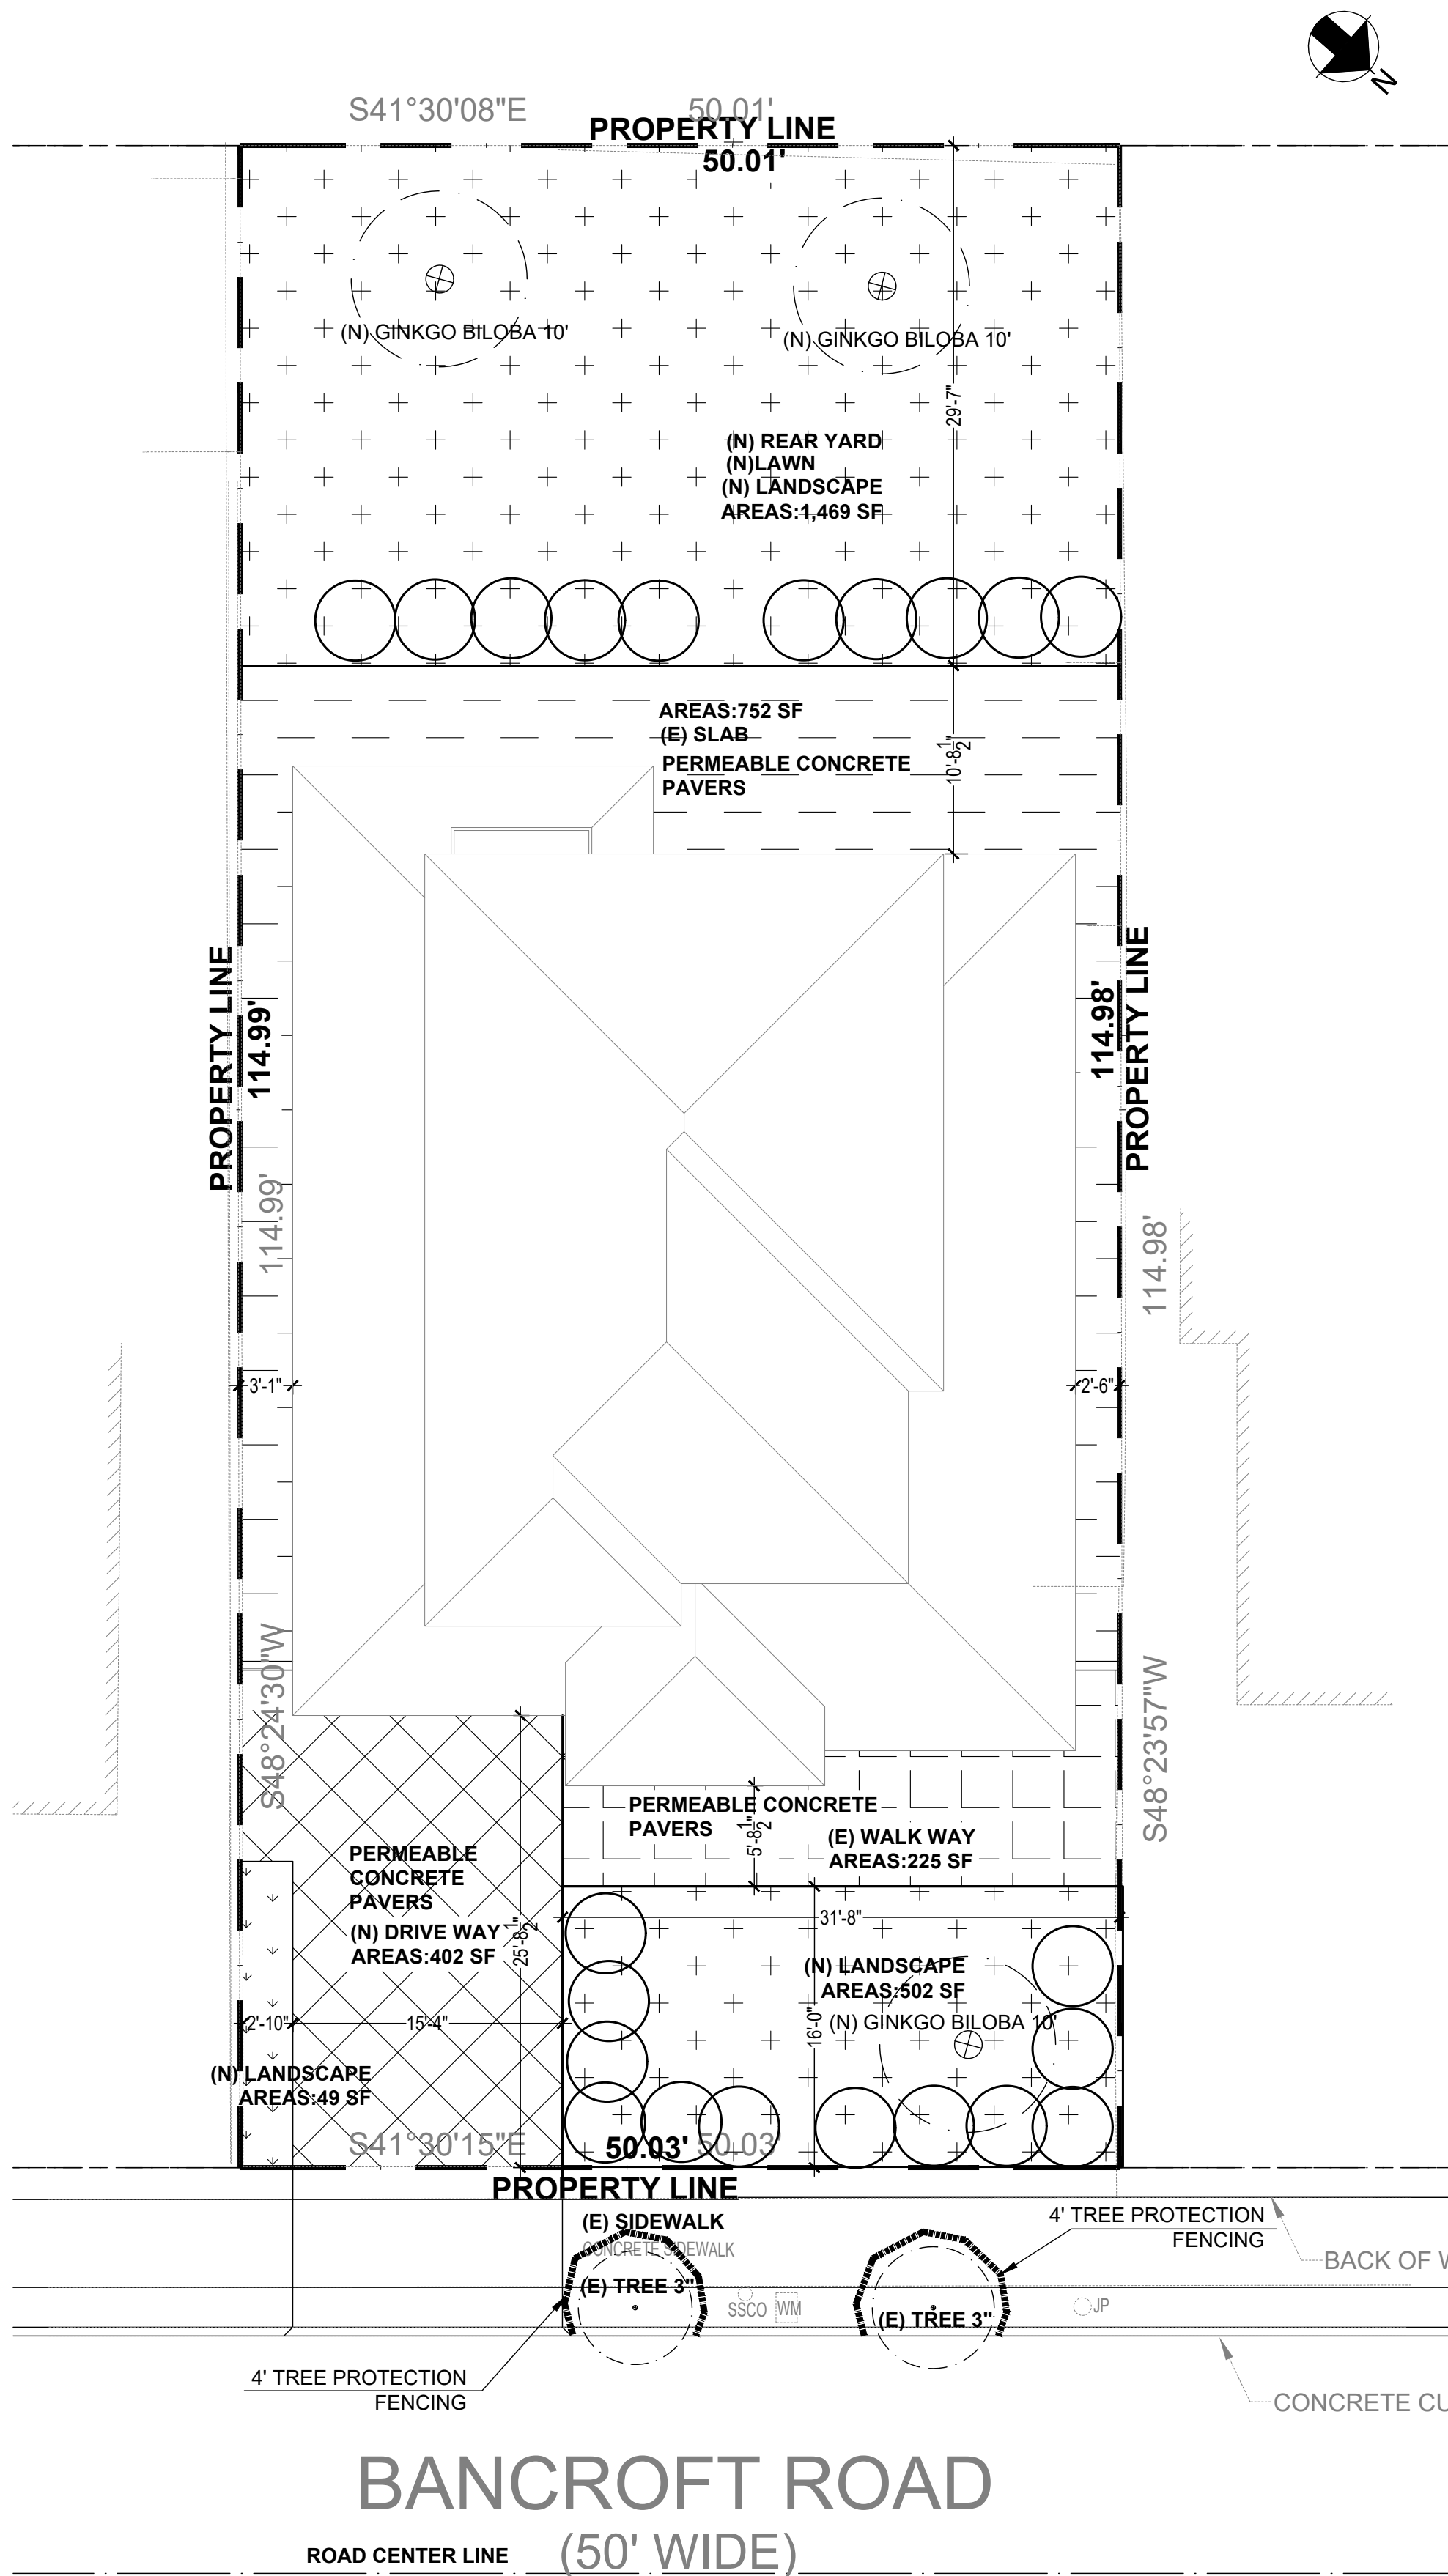 N
S41°30'08"E 50.01'
PROPERTY LINE
50.01'
(N) GINKGO BILOBA 10'
(N) GINKGO BILOBA 10'
29'-7"
(N) REAR YARD
(N)LAWN
(N) LANDSCAPE
AREAS:1,469 SF
AREAS:752 SF
(E) SLAB
PERMEABLE CONCRETE
PAVERS
10'-8 1/2"
PROPERTY LINE
114.99'
114.99'
114.98'
PROPERTY LINE
114.98'
3'-1"
2'-6"
S48°24'30"W
S48°23'57"W
PERMEABLE CONCRETE
PAVERS
5'-8 1/2"
(E) WALK WAY
AREAS:225 SF
PERMEABLE
CONCRETE
PAVERS
(N) DRIVE WAY
AREAS:402 SF
25'-8 1/2"
31'-8"
(N) LANDSCAPE
AREAS:502 SF
(N) GINKGO BILOBA 10'
16'-0"
2'-10"
15'-4"
(N) LANDSCAPE
AREAS:49 SF
S41°30'15"E
50.03' 50.03'
PROPERTY LINE
(E) SIDEWALK
CONCRETE SIDEWALK
4' TREE PROTECTION
FENCING
BACK OF W
(E) TREE 3"
SSCO WM
(E) TREE 3"
JP
4' TREE PROTECTION
FENCING
CONCRETE CU
BANCROFT ROAD
(50' WIDE)
ROAD CENTER LINE